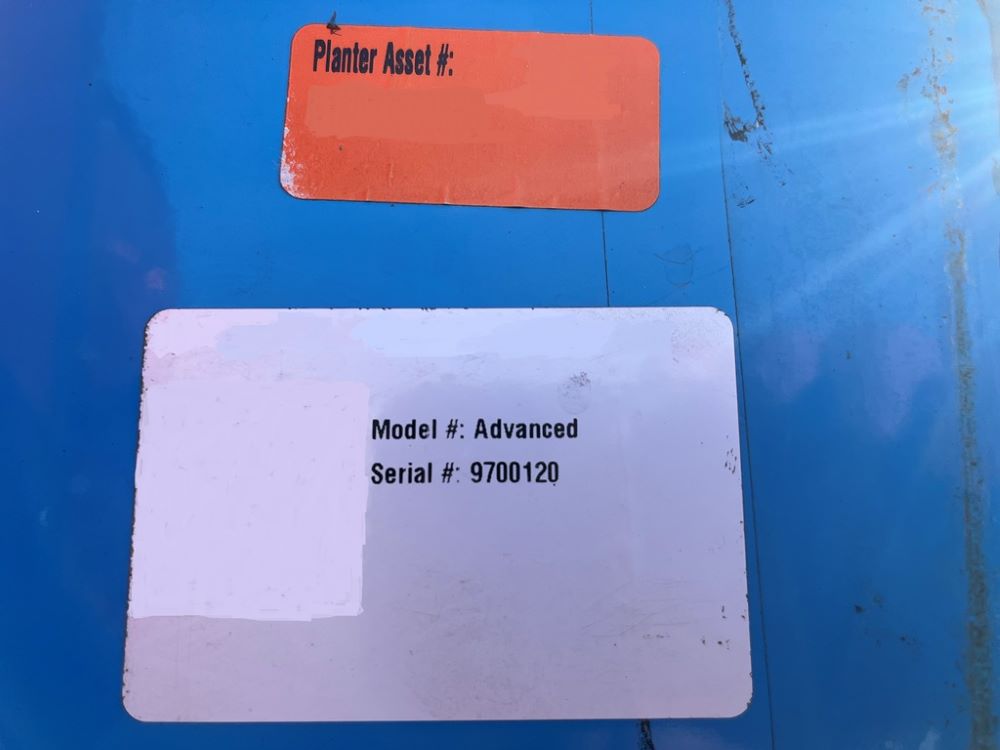 Planter Asset #:
Model #: Advanced
Serial #: 9700120